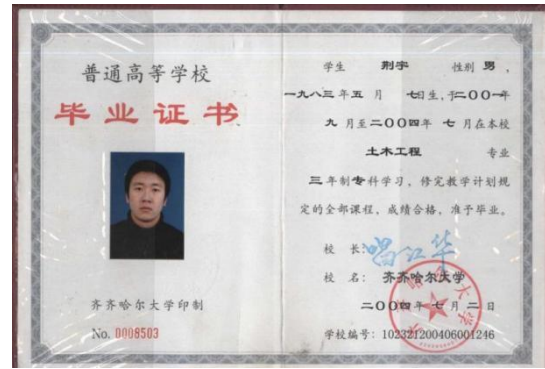 普通高等学校
毕业证书
齐齐哈尔大学印制
No. 0008503
学生 荆宇 性别 男 ,
一九八三年五 月 七日生,于二〇〇一年
九 月至二〇〇四年 七 月在本校
土木工程 专业
三 年制专科学习，修完教学计划规
定的全部课程，成绩合格，准予毕业。
校 长:
校 名: 齐齐哈尔大学
二〇〇四年 七 月 二 日
学校编号: 102321200406001246